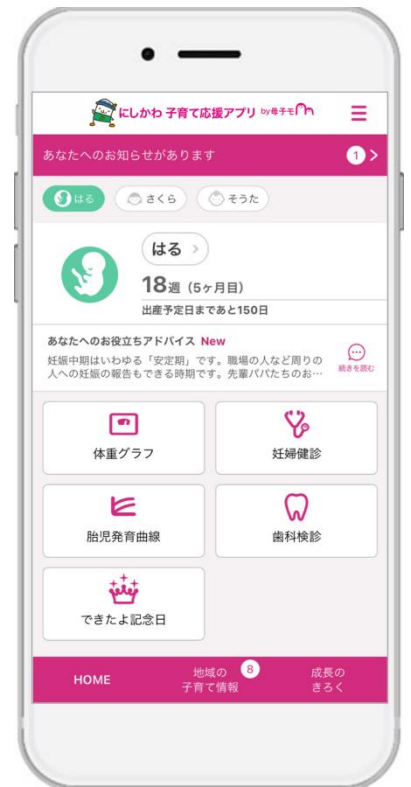 にしかわ 子育て応援アプリ by母子モ
あなたへのお知らせがあります 1
はる さくら そうた
はる
18週（5ヶ月目）
出産予定日まであと150日
あなたへのお役立ちアドバイス New
妊娠中期はいわゆる「安定期」です。職場の人など周りの
人への妊娠の報告もできる時期です。先輩パパたちのお…
続きを読む
体重グラフ
妊婦健診
胎児発育曲線
歯科検診
できたよ記念日
HOME
地域の
子育て情報
8
成長の
きろく